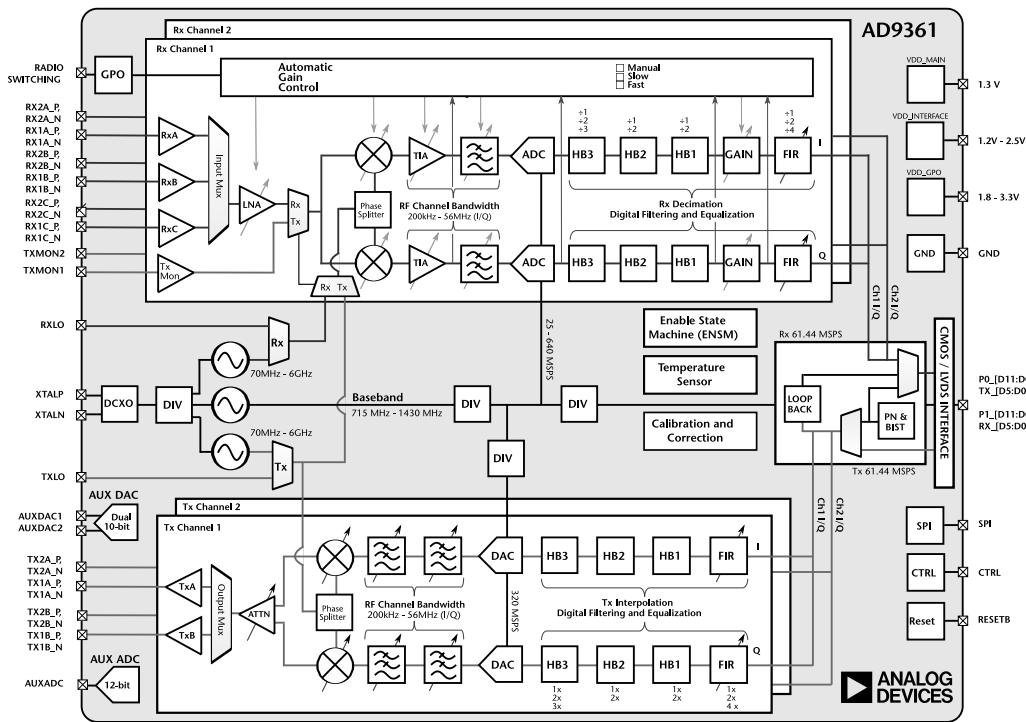 AD9361
Rx Channel 2
Rx Channel 1
RADIO
SWITCHING
GPO
Automatic
Gain
Control
Manual
Slow
Fast
VDD_MAIN
1.3 V
VDD_INTERFACE
1.2V - 2.5V
VDD_GPO
1.8 - 3.3V
GND
GND
RX2A_P,
RX2A_N
RX1A_P,
RX1A_N
RX2B_P,
RX2B_N
RX1B_P,
RX1B_N
RX2C_P,
RX2C_N
RX1C_P,
RX1C_N
TXMON2
TXMON1
RxA
RxB
RxC
Tx
Mon
Input Mux
LNA
Rx
Tx
Phase
Splitter
Rx Tx
TIA
ADC
÷1
÷2
÷3
HB3
÷1
÷2
HB2
÷1
÷2
HB1
GAIN
÷1
÷2
÷4
FIR
I
RF Channel Bandwidth
200kHz - 56MHz (I/Q)
Rx Decimation
Digital Filtering and Equalization
TIA
ADC
HB3
HB2
HB1
GAIN
FIR
Q
Ch1 I/Q
Ch2 I/Q
RXLO
Rx
70MHz - 6GHz
XTALP
XTALN
DCXO
DIV
Baseband
715 MHz - 1430 MHz
70MHz - 6GHz
Tx
TXLO
DIV
25 - 640 MSPS
DIV
DIV
Enable State
Machine (ENSM)
Temperature
Sensor
Calibration and
Correction
Rx 61.44 MSPS
LOOP
BACK
PN &
BIST
Tx 61.44 MSPS
CMOS / LVDS INTERFACE
P0_[D11:D0
TX_[D5:D0
P1_[D11:D0
RX_[D5:D0
AUX DAC
AUXDAC1
AUXDAC2
Dual
10-bit
Tx Channel 2
Tx Channel 1
TX2A_P,
TX2A_N
TX1A_P,
TX1A_N
TX2B_P,
TX2B_N
TX1B_P,
TX1B_N
TxA
TxB
Output Mux
ATTN
Phase
Splitter
DAC
HB3
HB2
HB1
FIR
I
RF Channel Bandwidth
200kHz - 56MHz (I/Q)
320 MSPS
Tx Interpolation
Digital Filtering and Equalization
DAC
HB3
HB2
HB1
FIR
Q
1x
2x
3x
1x
2x
1x
2x
1x
2x
4 x
Ch1 I/Q
Ch2 I/Q
SPI
SPI
CTRL
CTRL
Reset
RESETB
AUX ADC
AUXADC
12-bit
ANALOG
DEVICES